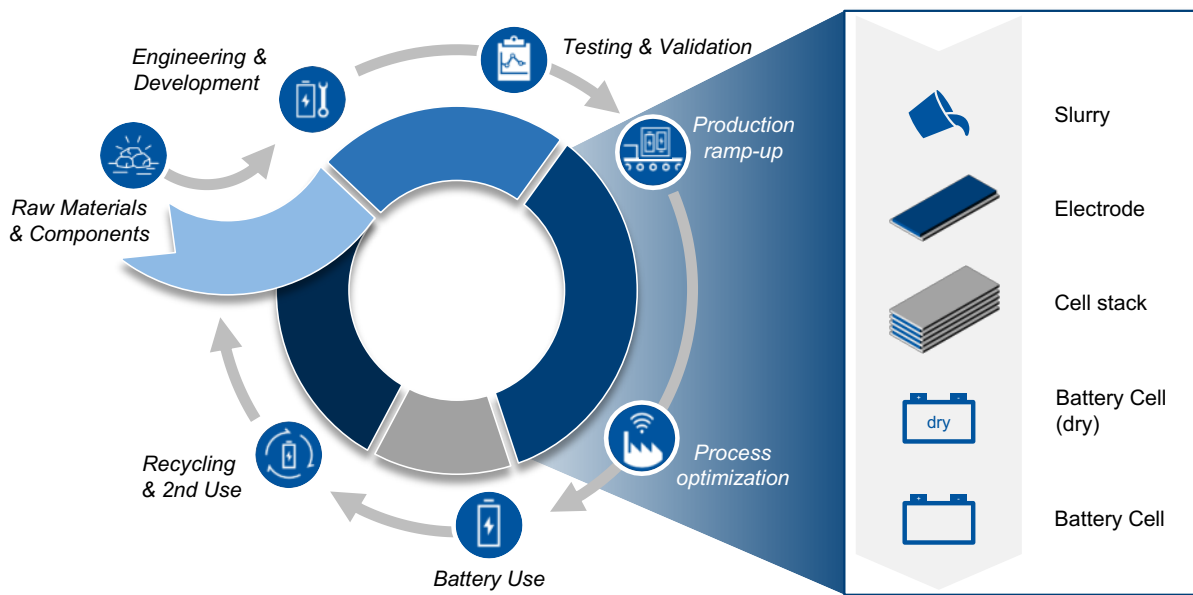 Engineering &
Development
Testing & Validation
Production
ramp-up
Raw Materials
& Components
Process
optimization
Recycling
& 2nd Use
Battery Use
Slurry
Electrode
Cell stack
+ -
dry
Battery Cell
(dry)
+ -
Battery Cell